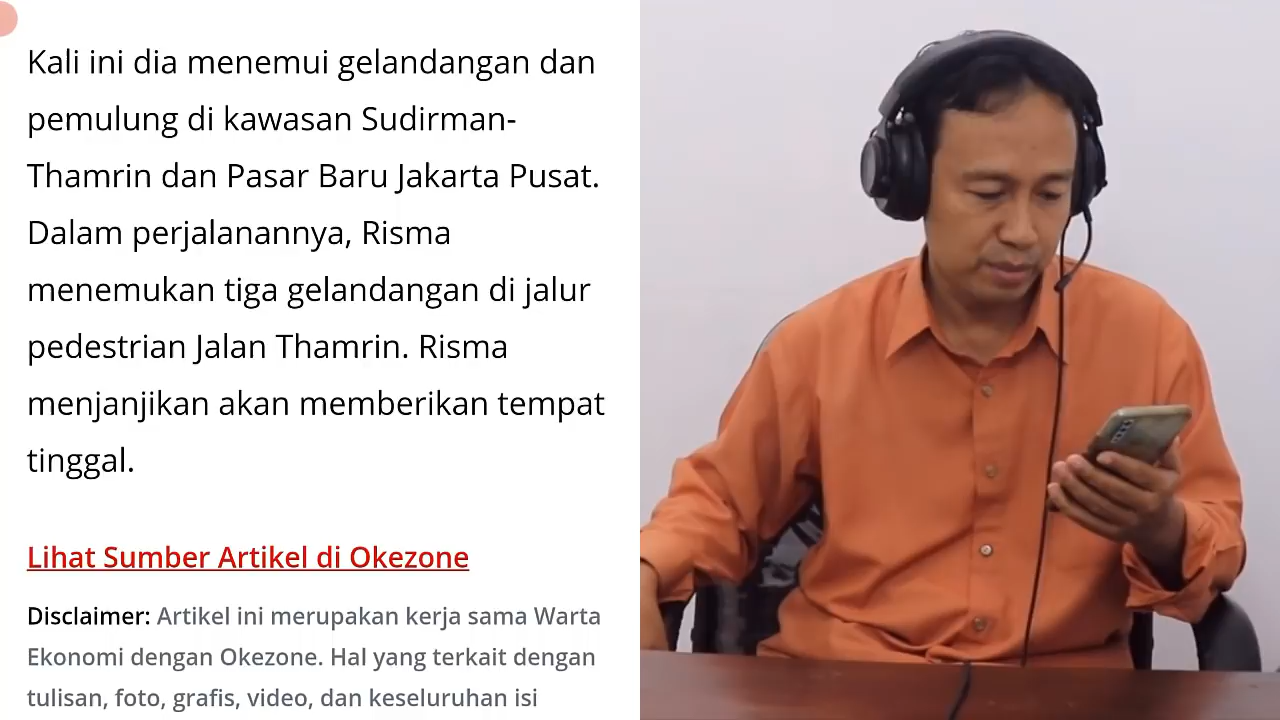 Kali ini dia menemui gelandangan dan
pemulung di kawasan Sudirman-
Thamrin dan Pasar Baru Jakarta Pusat.
Dalam perjalanannya, Risma
menemukan tiga gelandangan di jalur
pedestrian Jalan Thamrin. Risma
menjanjikan akan memberikan tempat
tinggal.
Lihat Sumber Artikel di Okezone
Disclaimer: Artikel ini merupakan kerja sama Warta
Ekonomi dengan Okezone. Hal yang terkait dengan
tulisan, foto, grafis, video, dan keseluruhan isi